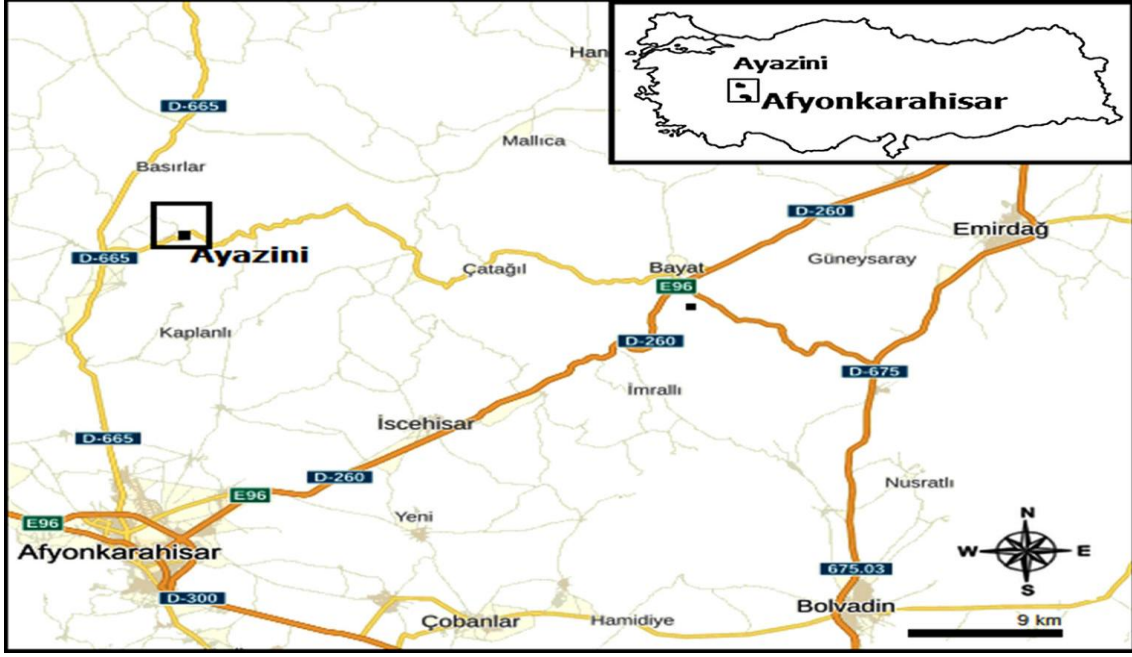 Han
Ayazini
Afyonkarahisar
D-665
Mallıca
Basırlar
D-260
Emirdağ
Ayazini
D-665
Çatağıl
Bayat
Güneysaray
E96
Kaplanlı
D-260
D-675
İmrallı
İscehisar
D-665
D-260
Nusratlı
E96
Yeni
E96
Afyonkarahisar
N
W
E
S
675.03
D-300
Bolvadin
Çobanlar
Hamidiye
9 km